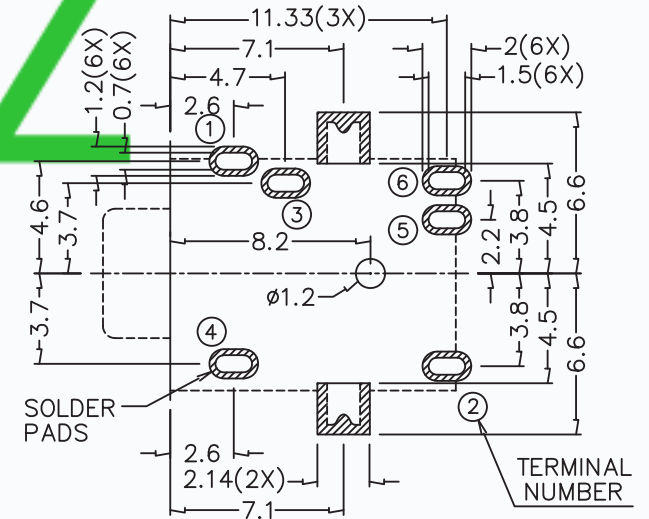 11.33(3X)
7.1
2(6X)
4.7
1.5(6X)
1.2(6X)
0.7(6X)
2.6
1
6
3
5
4.6
3.7
8.2
2.2
3.8
4.5
6.6
ø1.2
3.7
4
3.8
4.5
6.6
SOLDER
PADS
2
2.6
2.14(2X)
7.1
TERMINAL
NUMBER